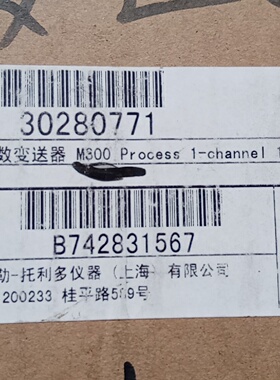 30280771
数变送器 M300 Process 1-channel 1
B742831567
勒-托利多仪器(上海)有限公司
200233 桂平路589号